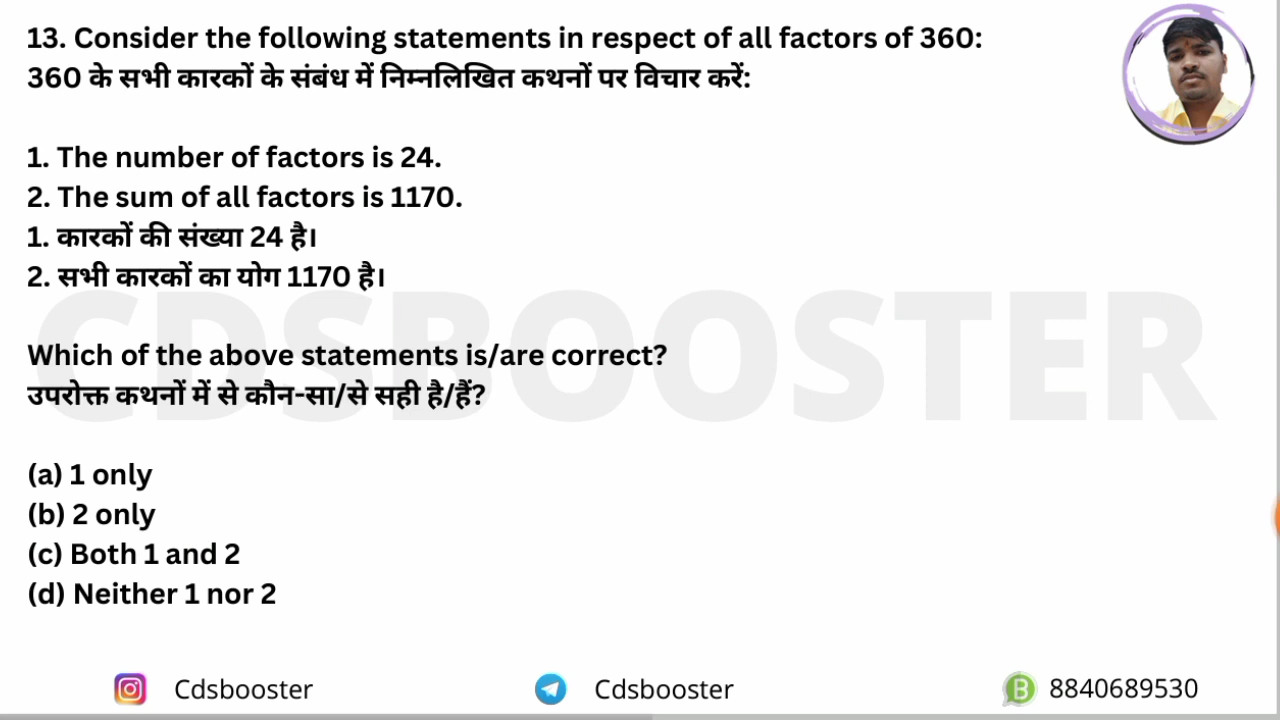 13. Consider the following statements in respect of all factors of 360:
360 के सभी कारकों के संबंध में निम्नलिखित कथनों पर विचार करें:
1. The number of factors is 24.
2. The sum of all factors is 1170.
1. कारकों की संख्या 24 है।
2. सभी कारकों का योग 1170 है।
CDSBOOSTER
Which of the above statements is/are correct?
उपरोक्त कथनों में से कौन-सा/से सही है/हैं?
(a) 1 only
(b) 2 only
(c) Both 1 and 2
(d) Neither 1 nor 2
Cdsbooster Cdsbooster B 8840689530